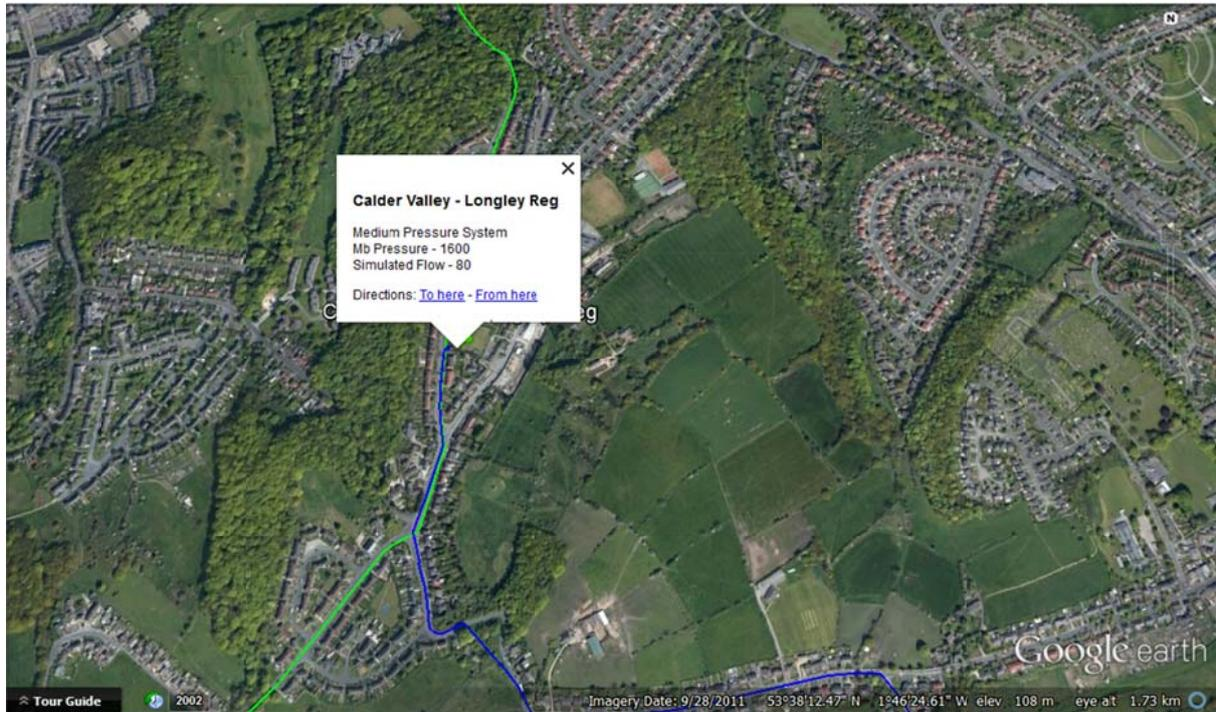 N
Calder Valley - Longley Reg
Medium Pressure System
Mb Pressure - 1600
Simulated Flow - 80
Directions: To here - From here
C
eg
Google earth
Tour Guide
2002
Imagery Date: 9/28/2011 53°38'12.47" N 1°46'24.61" W elev 108 m eye alt 1.73 km